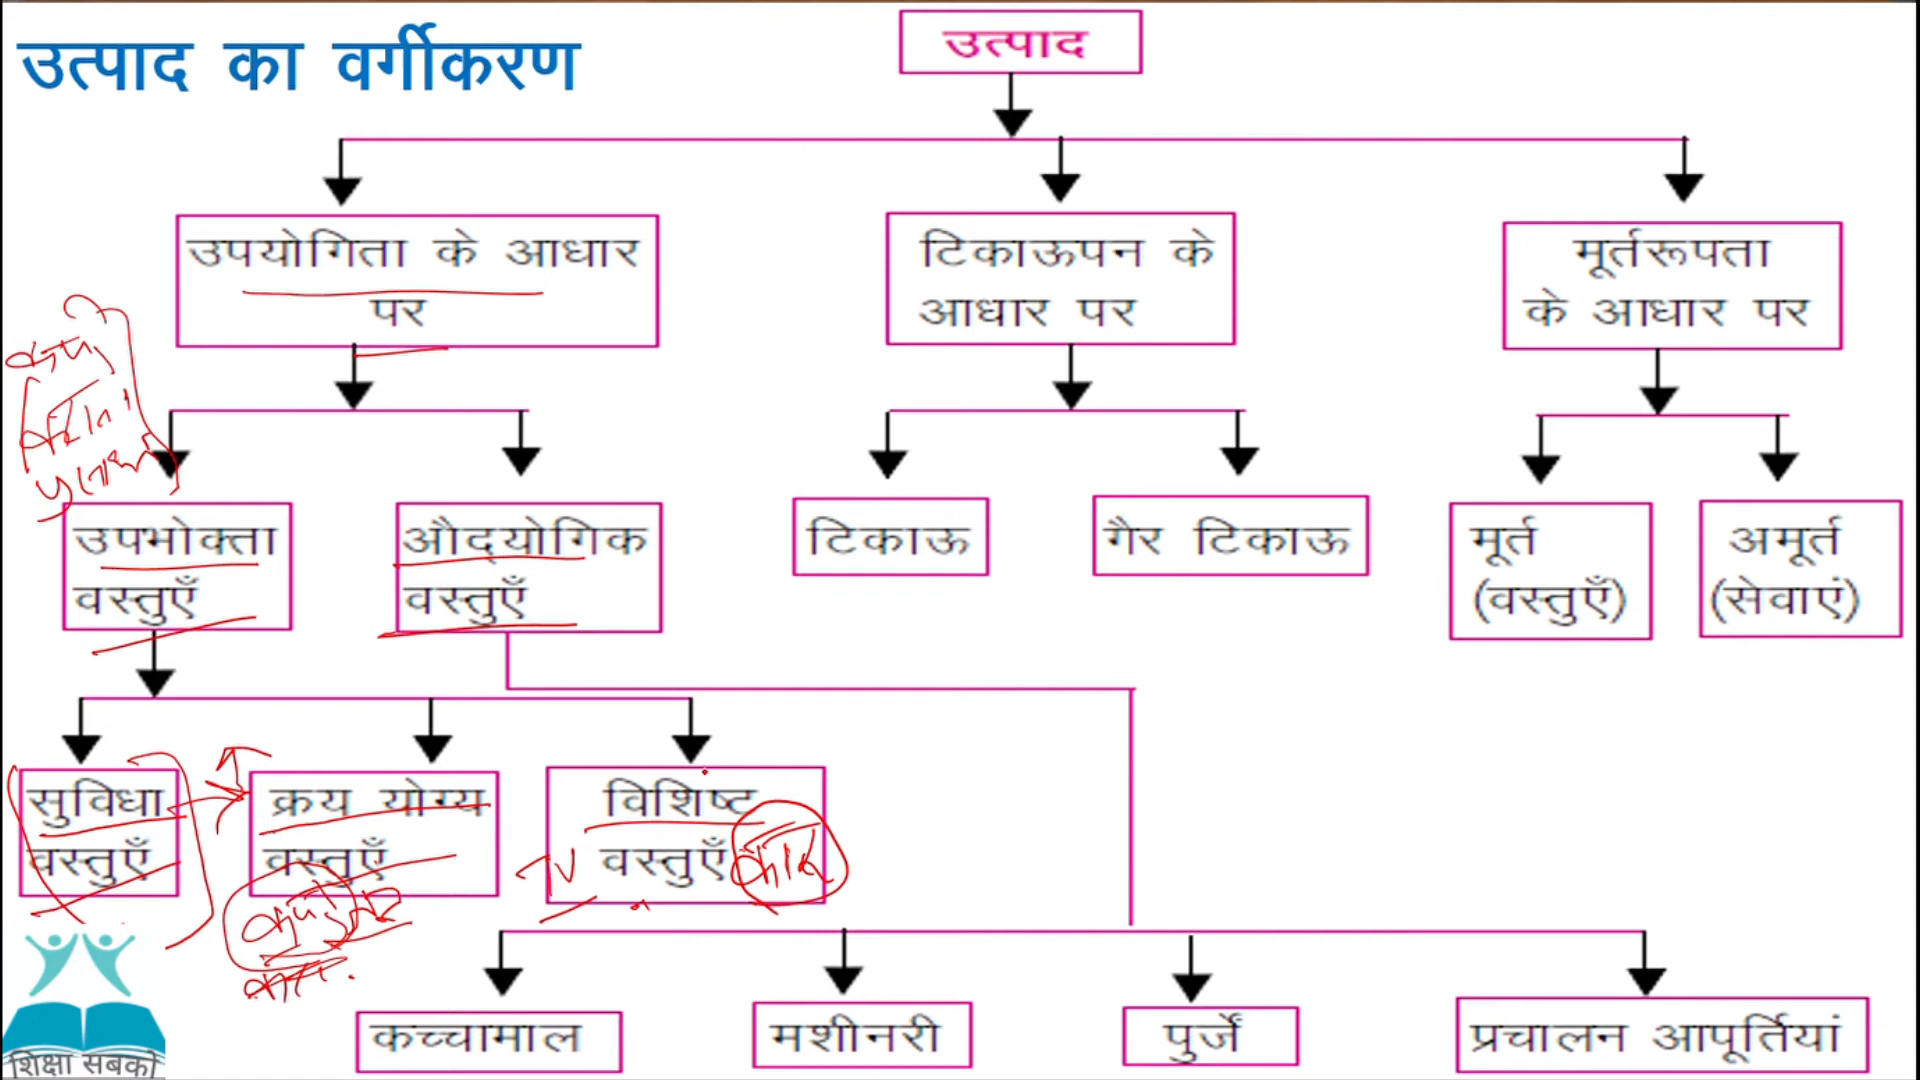 उत्पाद का वर्गीकरण
उत्पाद
उपयोगिता के आधार
पर
टिकाऊपन के
आधार पर
मूर्तरूपता
के आधार पर
उपभोक्ता
वस्तुएँ
औद्योगिक
वस्तुएँ
टिकाऊ
गैर टिकाऊ
मूर्त
(वस्तुएँ)
अमूर्त
(सेवाएं)
सुविधा
वस्तुएँ
क्रय योग्य
वस्तुएँ
विशिष्ट
वस्तुएँ
कच्चामाल
मशीनरी
पुर्जें
प्रचालन आपूर्तियां
शिक्षा सबको